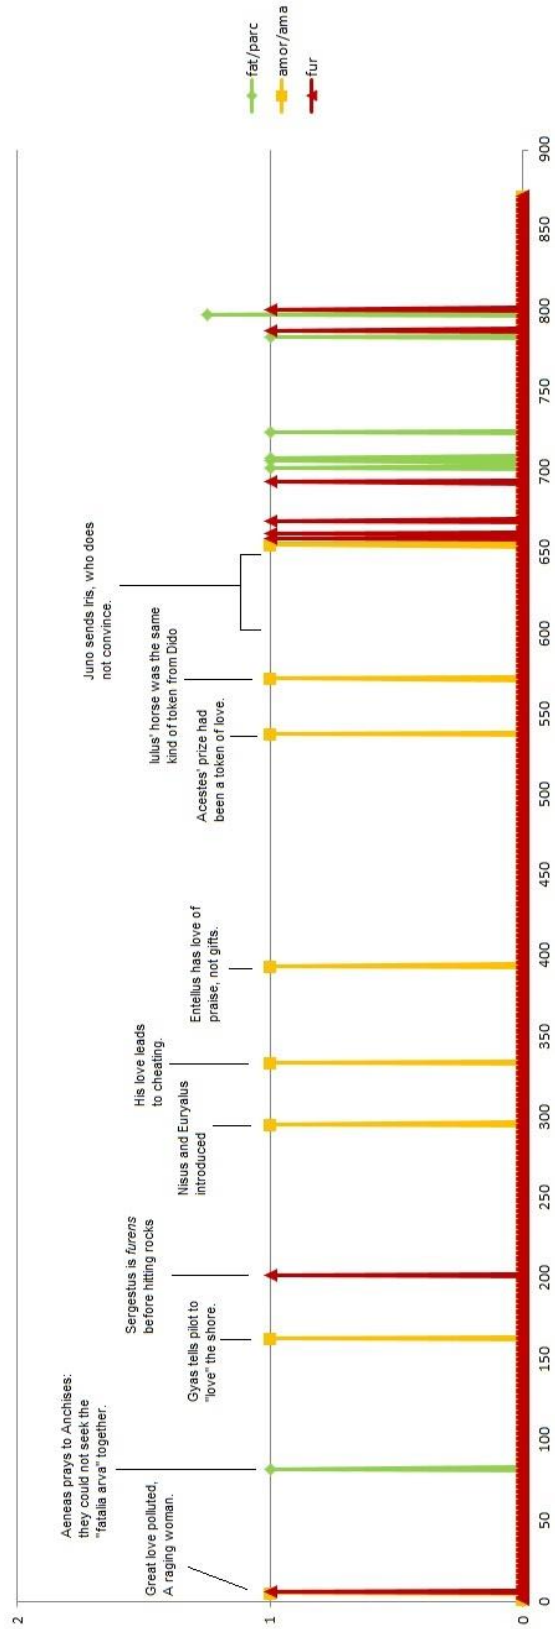 2
1
0
Great love polluted,
A raging woman.
Aeneas prays to Anchises:
they could not seek the
"fatalia arva" together.
Gyas tells pilot to
"love" the shore.
Sergestus is furens
before hitting rocks
Nisus and Euryalus
introduced
His love leads
to cheating.
Entellus has love of
praise, not gifts.
Acestes' prize had
been a token of love.
Iulus' horse was the same
kind of token from Dido
Juno sends Iris, who does
not convince.
0 50 100 150 200 250 300 350 400 450 500 550 600 650 700 750 800 850 900
fat/parc
amor/ama
fur